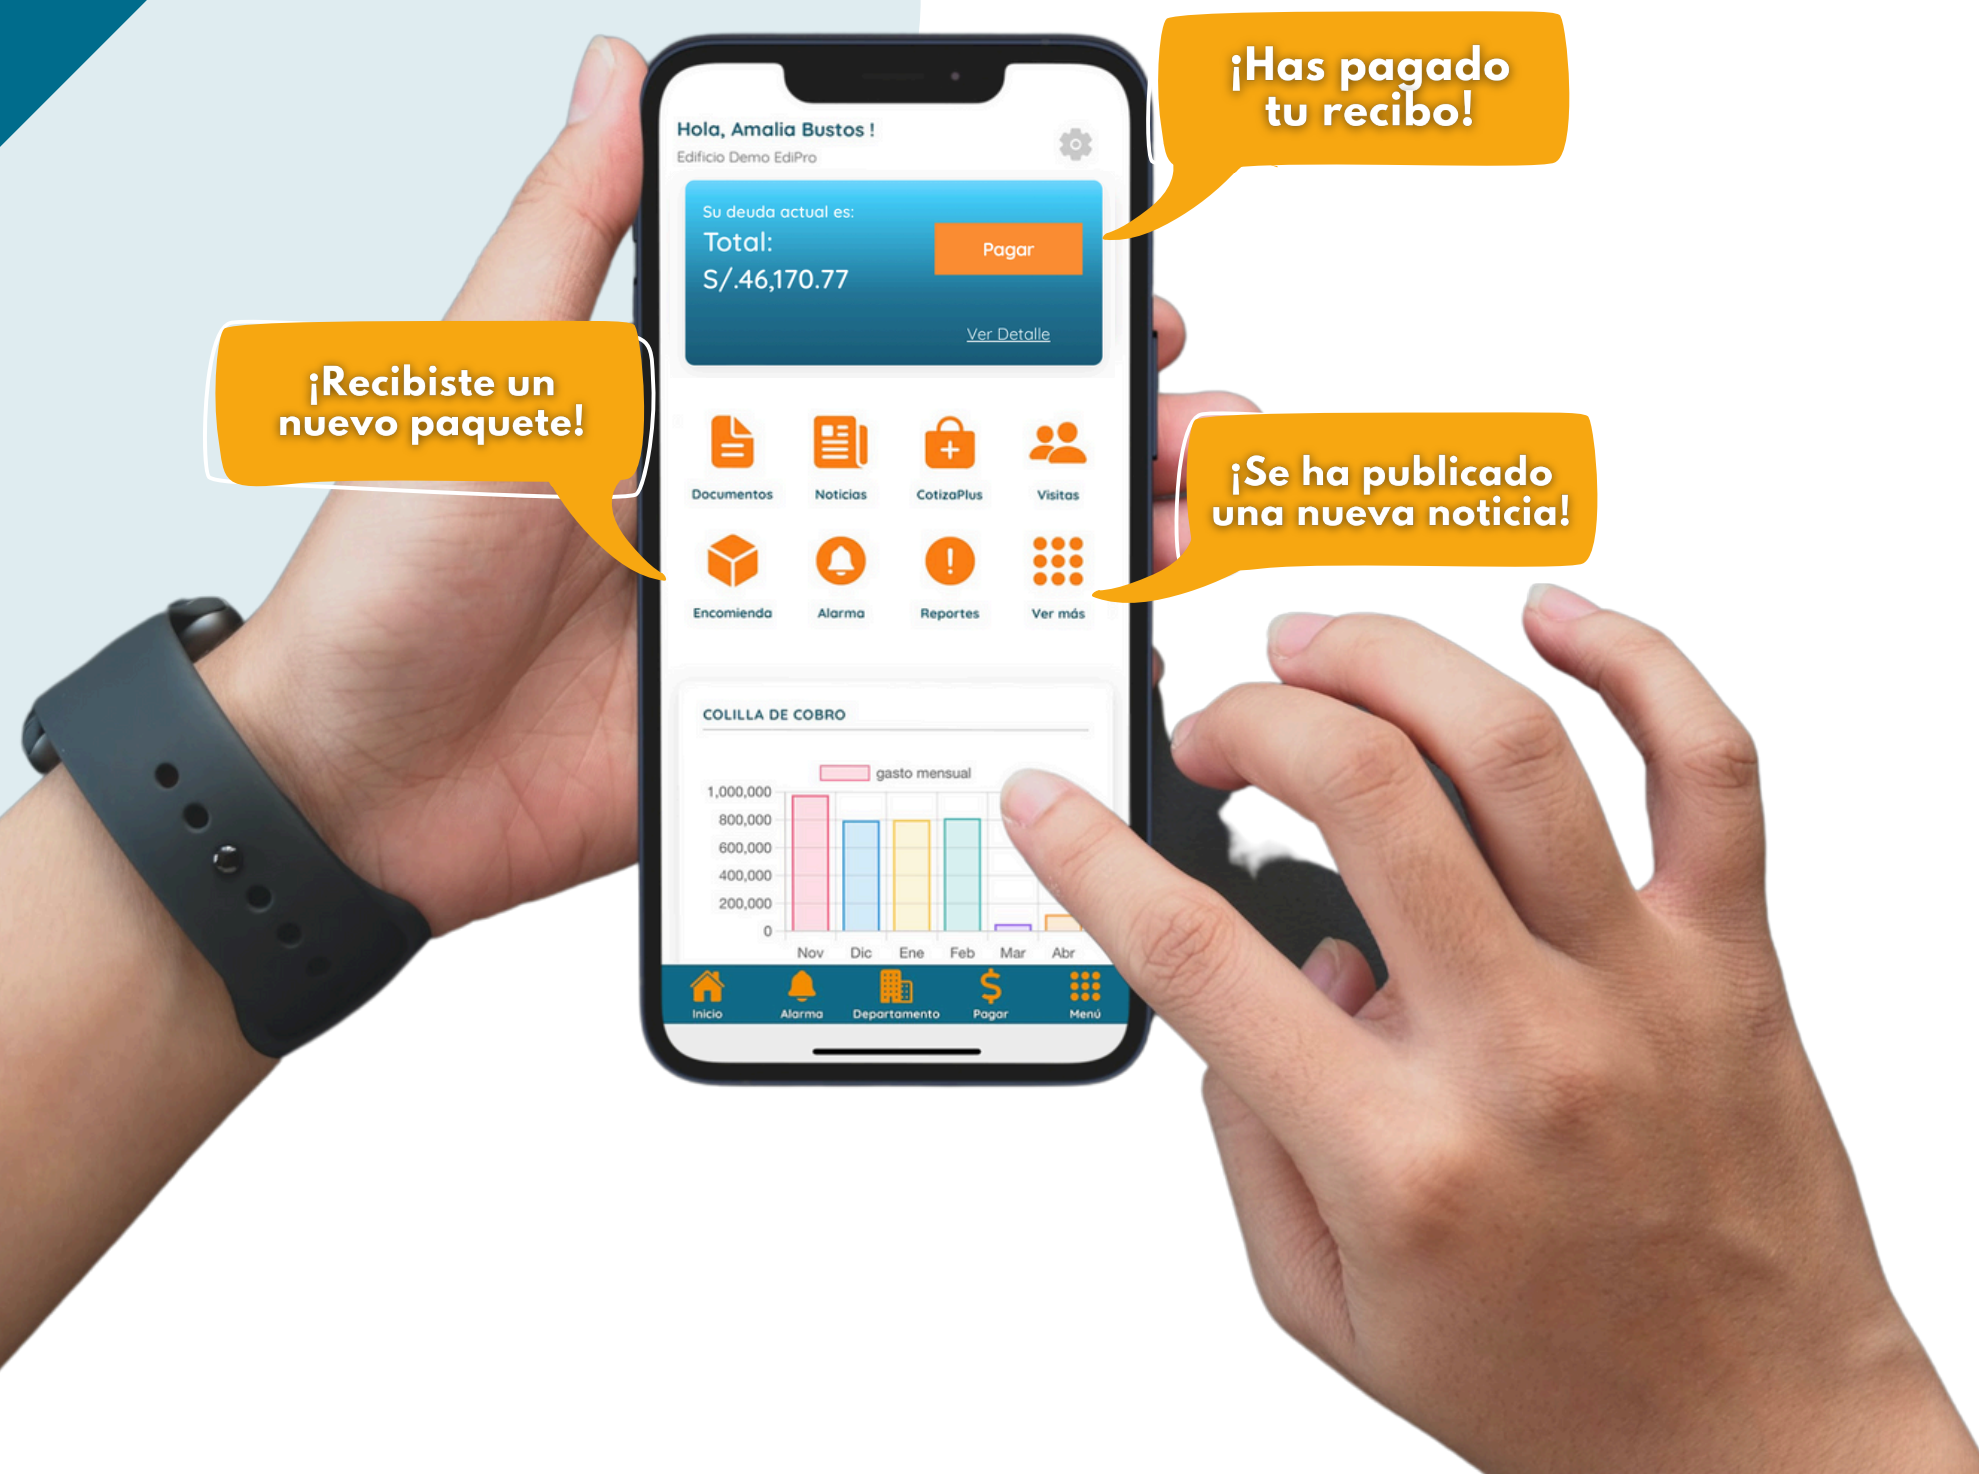 ¡Has pagado
tu recibo!
Hola, Amalia Bustos !
Edificio Demo EdiPro
Su deuda actual es:
Total:
S/.46,170.77
Pagar
Ver Detalle
¡Recibiste un
nuevo paquete!
Documentos
Noticias
CotizaPlus
Visitas
¡Se ha publicado
una nueva noticia!
Encomienda
Alarma
Reportes
Ver más
COLILLA DE COBRO
gasto mensual
1,000,000
800,000
600,000
400,000
200,000
0
Nov
Dic
Ene
Feb
Mar
Abr
Inicio
Alarma
Departamento
Pagar
Menú